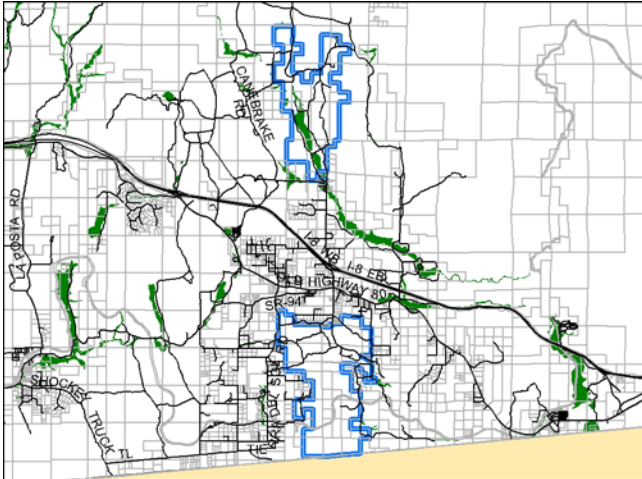 CANEBRAKE
RD
LA POSTA RD
I-8 WB
I-8 EB
HIGHWAY 80
SR-94
SHOCKEY
TRUCK
TL